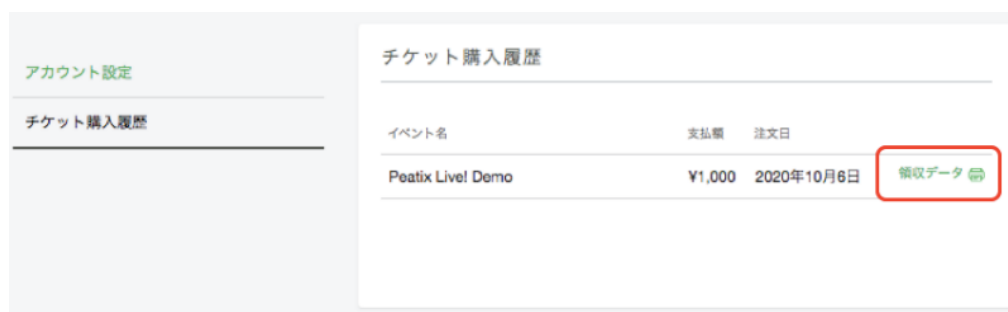 アカウント設定
チケット購入履歴
チケット購入履歴
イベント名 支払額 注文日
Peatix Live! Demo ¥1,000 2020年10月6日 領収データ